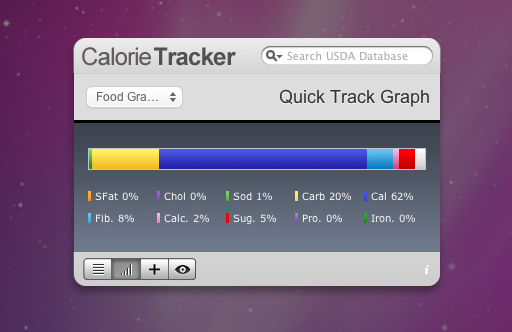 CalorieTracker
Search USDA Database
Food Gra...
Quick Track Graph
SFat 0% Chol 0% Sod 1% Carb 20% Cal 62%
Fib. 8% Calc. 2% Sug. 5% Pro. 0% Iron. 0%
i